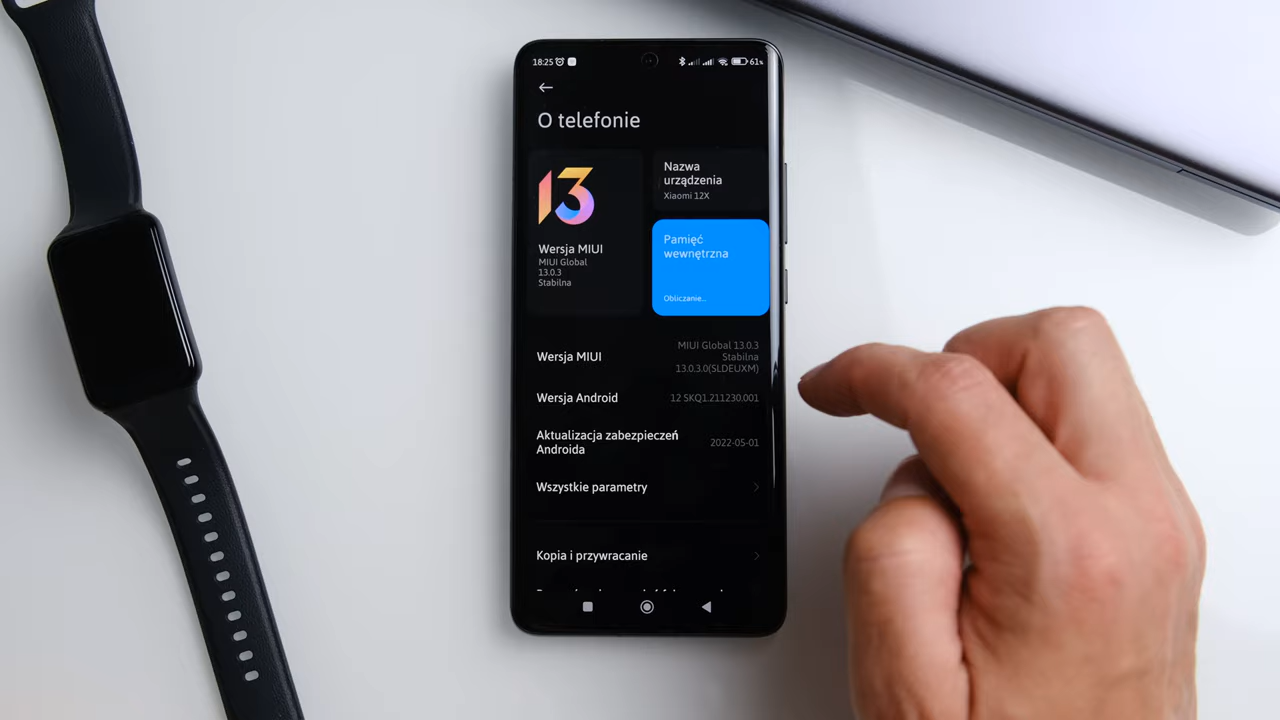 18:25
61%
O telefonie
13
Wersja MIUI
MIUI Global
13.0.3
Stabilna
Nazwa
urządzenia
Xiaomi 12X
Pamięć
wewnętrzna
Obliczanie...
Wersja MIUI
MIUI Global 13.0.3
Stabilna
13.0.3.0(SLDEUXM)
Wersja Android
12 SKQ1.211230.001
Aktualizacja zabezpieczeń
Androida
2022-05-01
Wszystkie parametry
Kopia i przywracanie